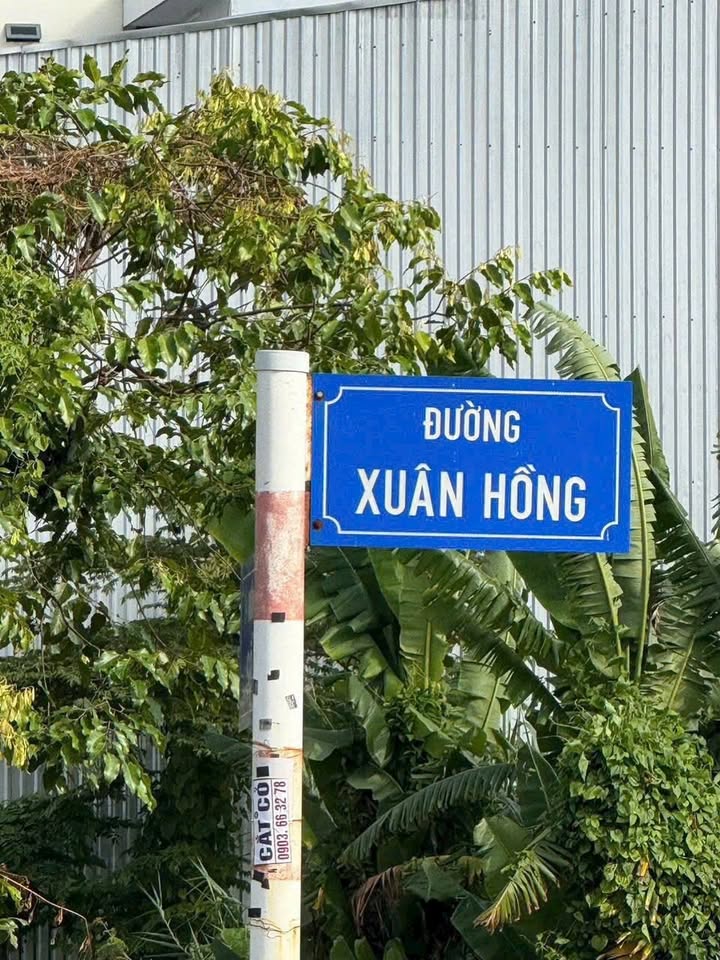 ĐƯỜNG
XUÂN HỒNG
CẮT CỎ
0903. 66 32 78